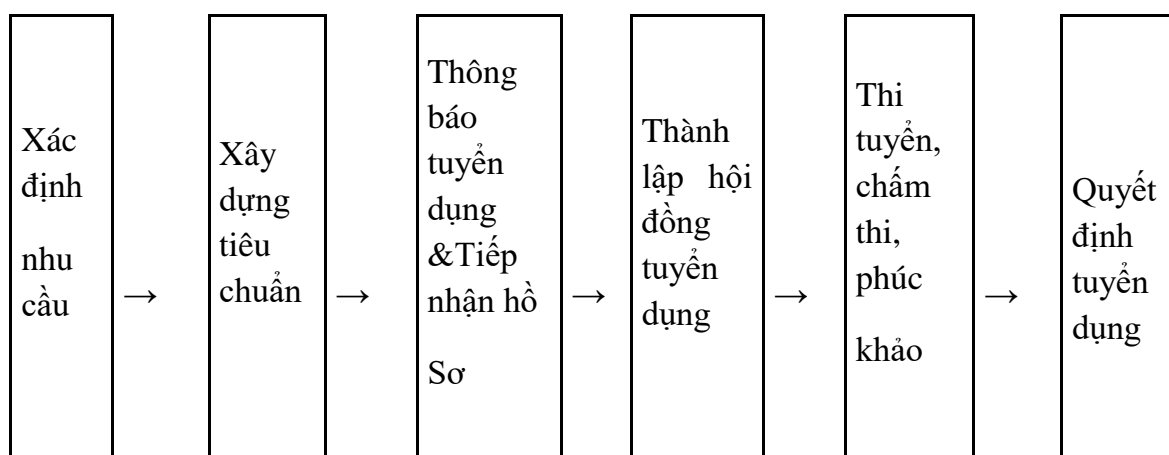 Xác
định
nhu
cầu
→
Xây
dựng
tiêu
chuẩn
→
Thông
báo
tuyển
dụng
&Tiếp
nhận hồ
Sơ
→
Thành
lập hội
đồng
tuyển
dụng
→
Thi
tuyển,
chấm
thi,
phúc
khảo
→
Quyết
định
tuyển
dụng